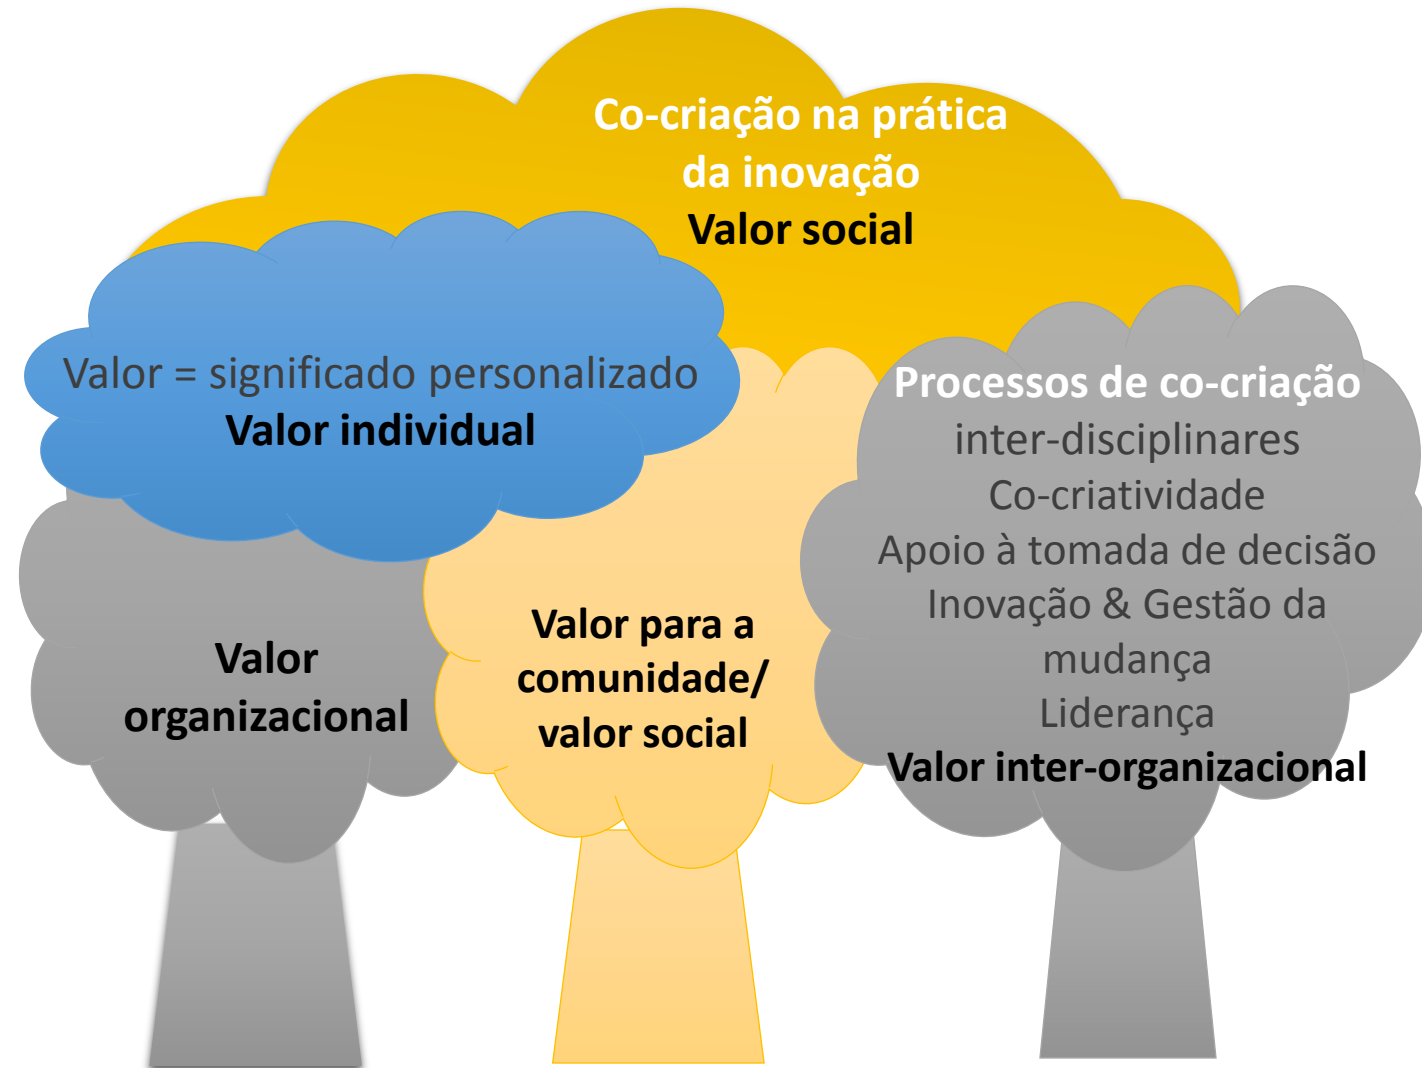 Co-criação na prática
da inovação
Valor social
Valor = significado personalizado
Valor individual
Processos de co-criação
inter-disciplinares
Co-criatividade
Apoio à tomada de decisão
Inovação & Gestão da
mudança
Liderança
Valor inter-organizacional
Valor
organizacional
Valor para a
comunidade/
valor social